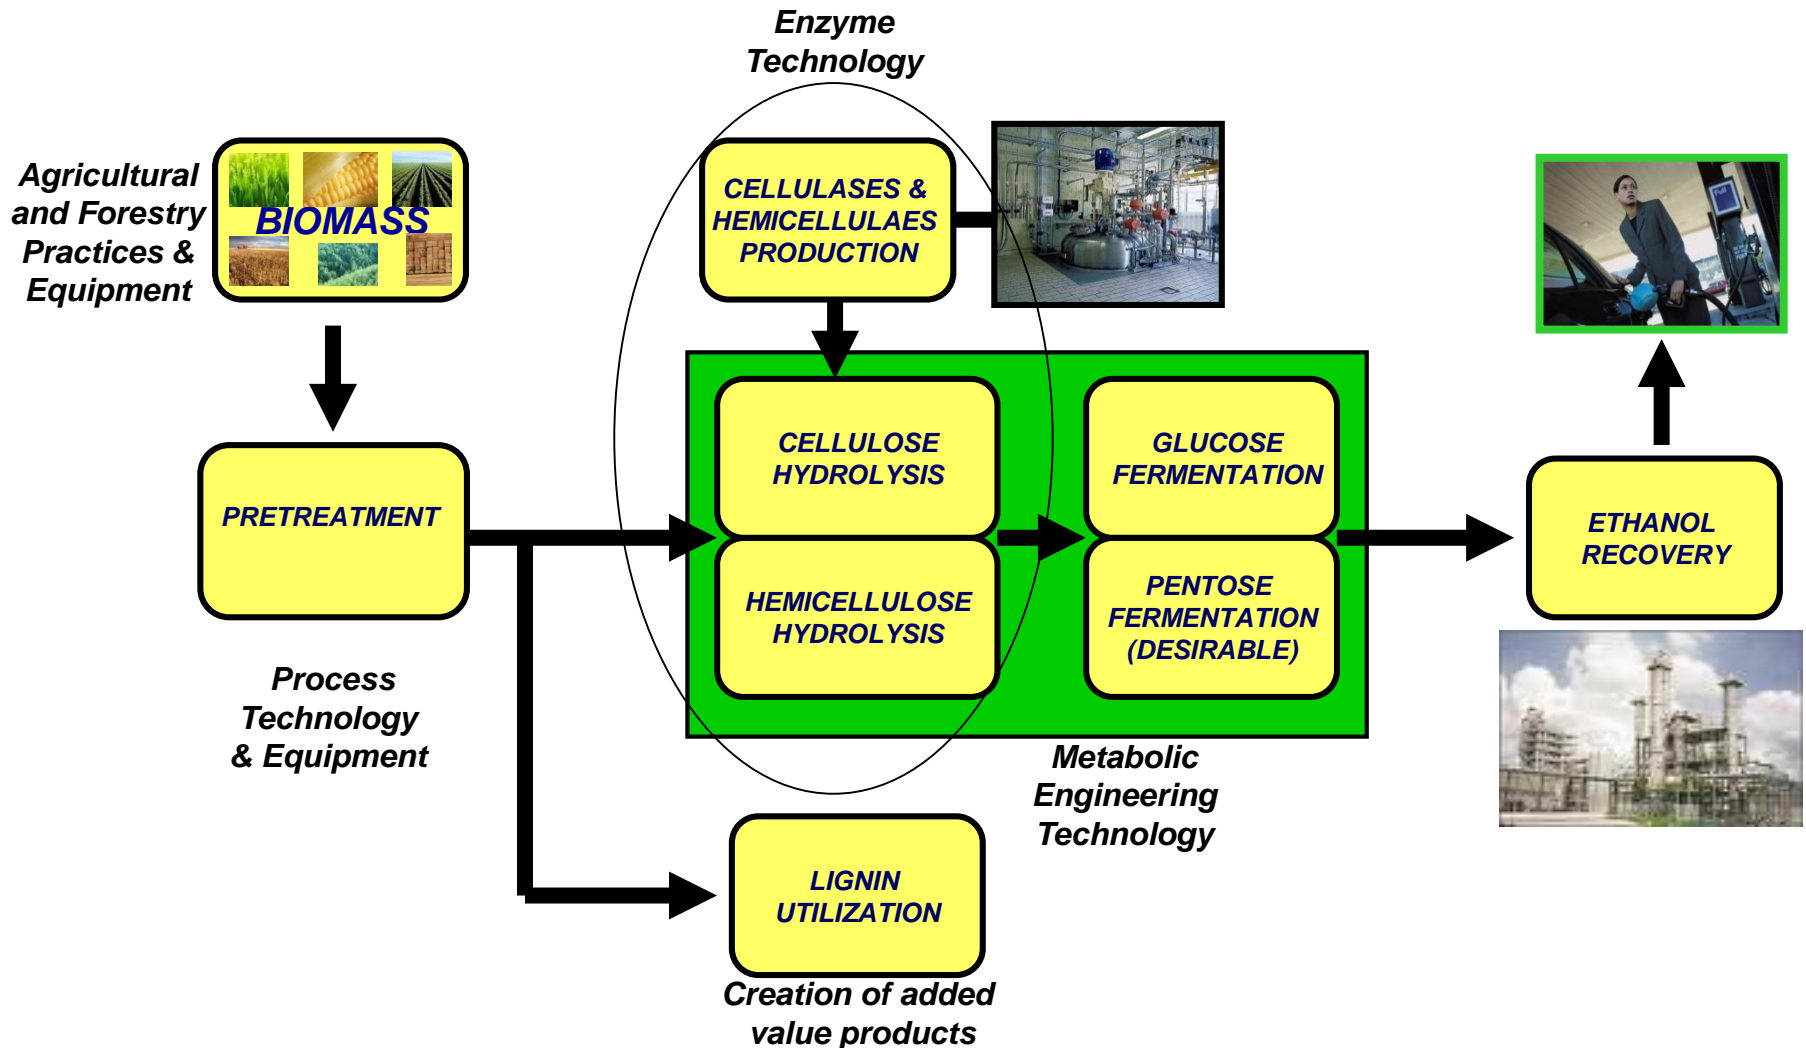 Enzyme
Technology
Agricultural
and Forestry
Practices &
Equipment
BIOMASS
CELLULASES &
HEMICELLULAES
PRODUCTION
Full
CELLULOSE
HYDROLYSIS
GLUCOSE
FERMENTATION
PRETREATMENT
ETHANOL
RECOVERY
HEMICELLULOSE
HYDROLYSIS
PENTOSE
FERMENTATION
(DESIRABLE)
Process
Technology
& Equipment
Metabolic
Engineering
Technology
LIGNIN
UTILIZATION
Creation of added
value products